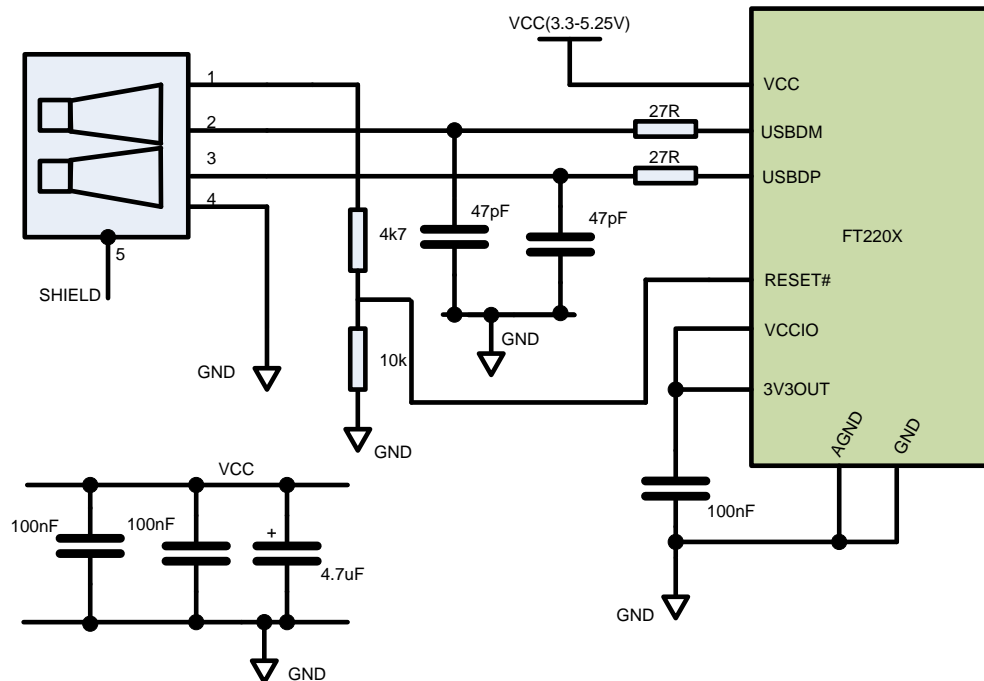 VCC(3.3-5.25V)
1
VCC
27R
2
USBDM
27R
3
USBDP
4
47pF
47pF
4k7
FT220X
5
RESET#
SHIELD
VCCIO
GND
GND
10k
3V3OUT
GND
AGND
GND
VCC
100nF
100nF
+
100nF
4.7uF
GND
GND